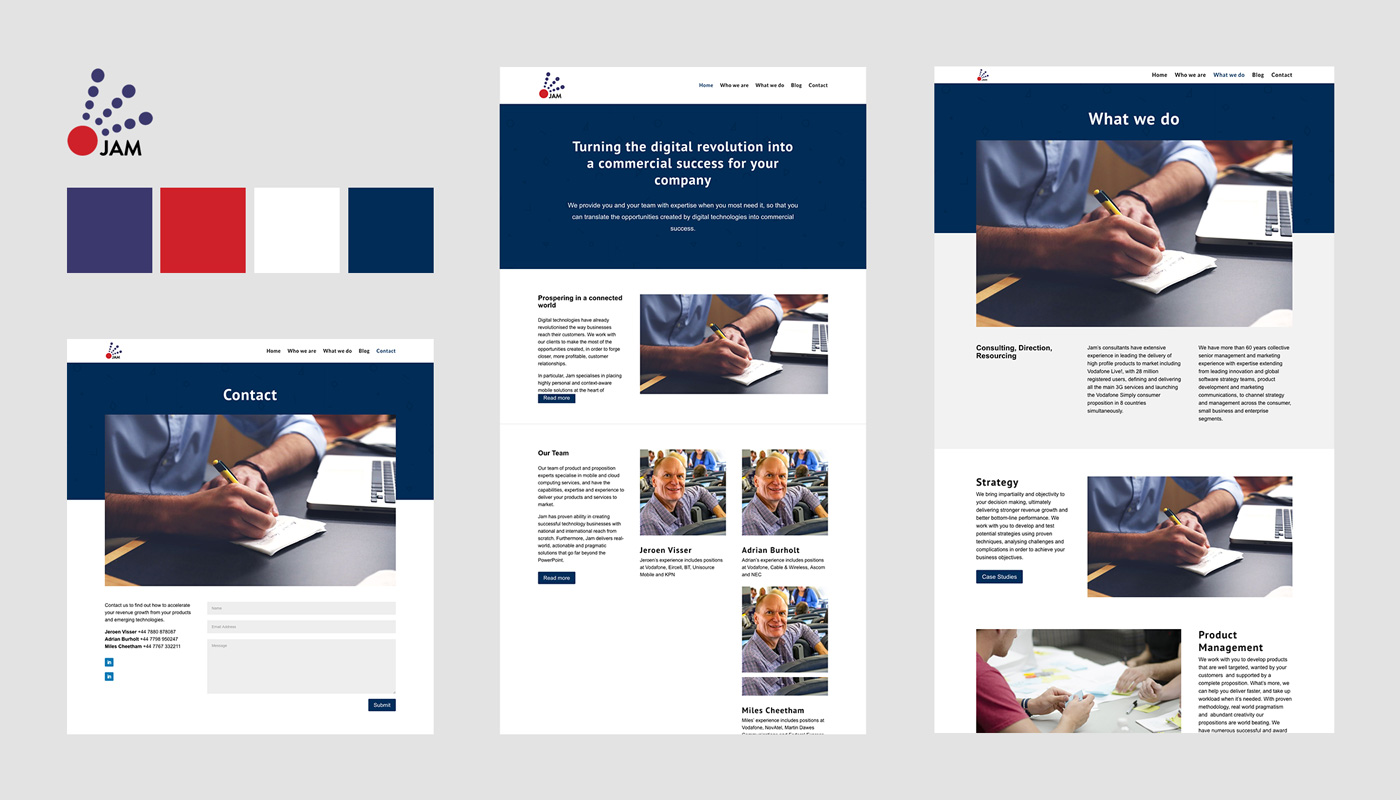 JAM
JAM
Home Who we are What we do Blog Contact
Contact
Contact us to find out how to accelerate
your revenue growth from your products
and emerging technologies.
Jeroen Visser +44 7880 878087
Adrian Burholt +44 7798 950247
Miles Cheetham +44 7767 332211
in
in
Name
Email Address
Message
Submit
JAM
Home Who we are What we do Blog Contact
Turning the digital revolution into
a commercial success for your
company
We provide you and your team with expertise when you most need it, so that you
can translate the opportunities created by digital technologies into commercial
success.
Prospering in a connected
world
Digital technologies have already
revolutionised the way businesses
reach their customers. We work with
our clients to make the most of the
opportunities created, in order to forge
closer, more profitable, customer
relationships.
In particular, Jam specialises in placing
highly personal and context-aware
mobile solutions at the heart of
Read more
Our Team
Our team of product and proposition
experts specialise in mobile and cloud
computing services, and have the
capabilities, expertise and experience to
deliver your products and services to
market.
Jam has proven ability in creating
successful technology businesses with
national and international reach from
scratch. Furthermore, Jam delivers real-
world, actionable and pragmatic
solutions that go far beyond the
PowerPoint.
Read more
Jeroen Visser
Jeroen's experience includes positions
at Vodafone, Eircell, BT, Unisource
Mobile and KPN
Adrian Burholt
Adrian's experience includes positions
at Vodafone, Cable & Wireless, Ascom
and NEC
Miles Cheetham
Miles' experience includes positions at
Vodafone, NovAtel, Martin Dawes
Home Who we are What we do Blog Contact
What we do
Consulting, Direction,
Resourcing
Jam's consultants have extensive
experience in leading the delivery of
high profile products to market including
Vodafone Live!, with 28 million
registered users, defining and delivering
all the main 3G services and launching
the Vodafone Simply consumer
proposition in 8 countries
simultaneously.
We have more than 60 years collective
senior management and marketing
experience with expertise extending
from leading innovation and global
software strategy teams, product
development and marketing
communications, to channel strategy
and management across the consumer,
small business and enterprise
segments.
Strategy
We bring impartiality and objectivity to
your decision making, ultimately
delivering stronger revenue growth and
better bottom-line performance. We
work with you to develop and test
potential strategies using proven
techniques, analysing challenges and
complications in order to achieve your
business objectives.
Case Studies
Product
Management
We work with you to develop products
that are well targeted, wanted by your
customers and supported by a
complete proposition. What's more, we
can help you deliver faster, and take up
workload when it's needed. With proven
methodology, real world pragmatism
and abundant creativity our
propositions are world beating. We
have numerous successful and award